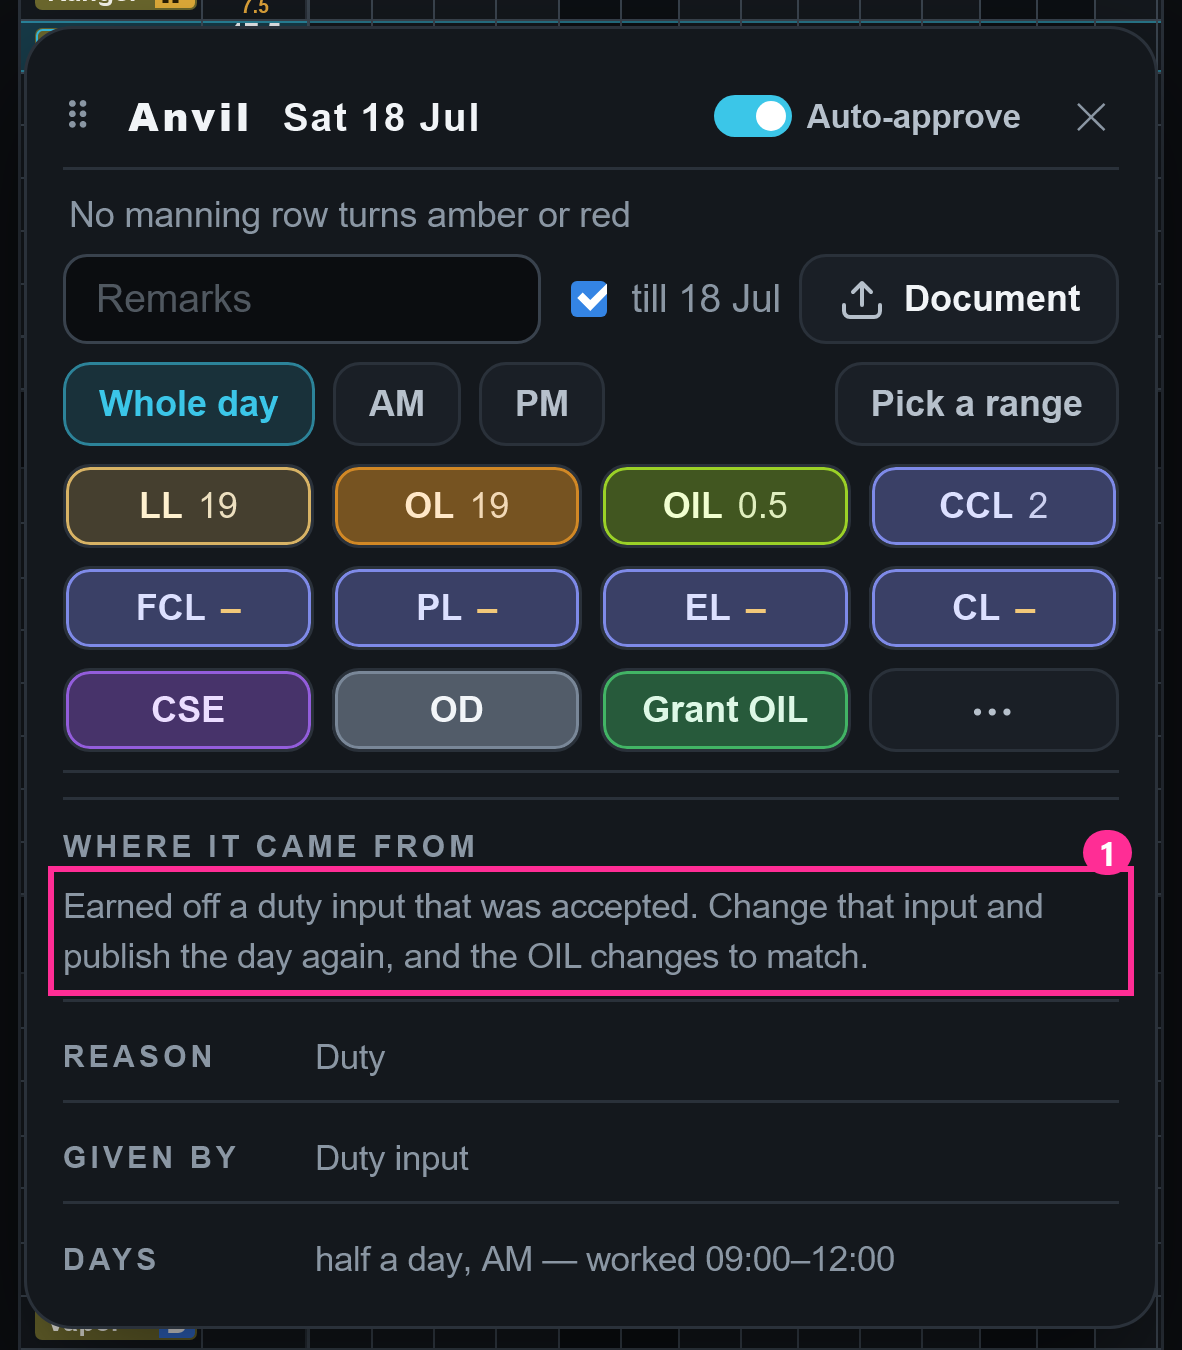 7.5
Anvil Sat 18 Jul Auto-approve
No manning row turns amber or red
Remarks till 18 Jul Document
Whole day AM PM Pick a range
LL 19 OL 19 OIL 0.5 CCL 2
FCL – PL – EL – CL –
CSE OD Grant OIL ...
WHERE IT CAME FROM
1
Earned off a duty input that was accepted. Change that input and
publish the day again, and the OIL changes to match.
REASON Duty
GIVEN BY Duty input
DAYS half a day, AM — worked 09:00–12:00